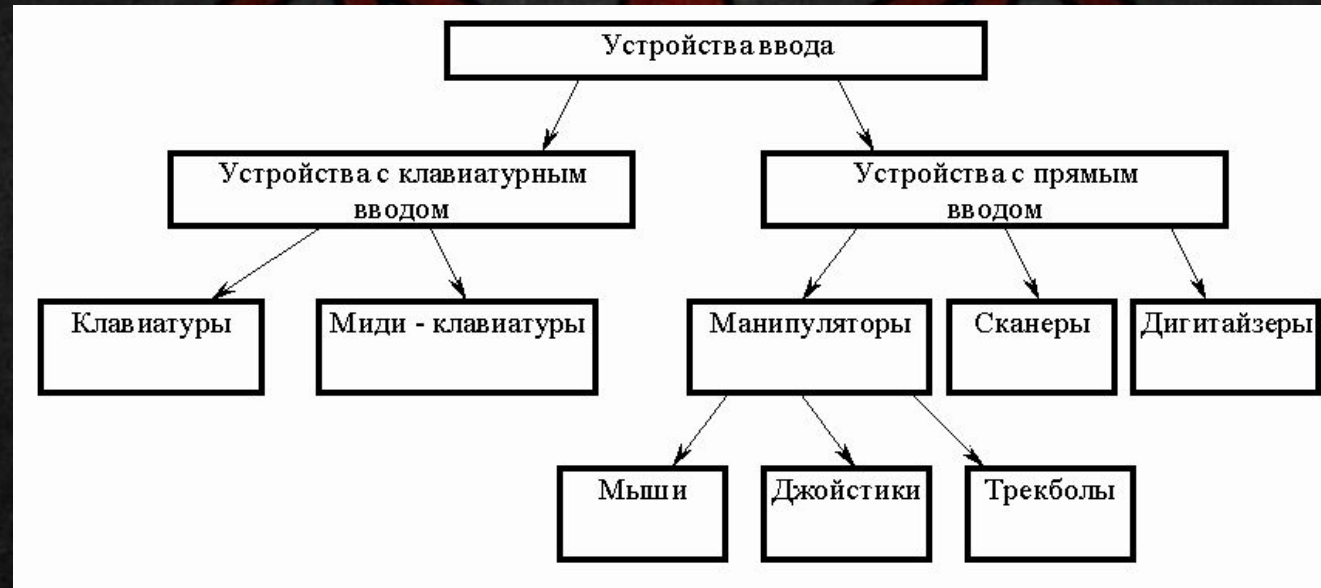 Устройства ввода
Устройства с клавиатурным
вводом
Устройства с прямым
вводом
Клавиатуры
Миди - клавиатуры
Манипуляторы
Сканеры
Дигитайзеры
Мыши
Джойстики
Трекболы